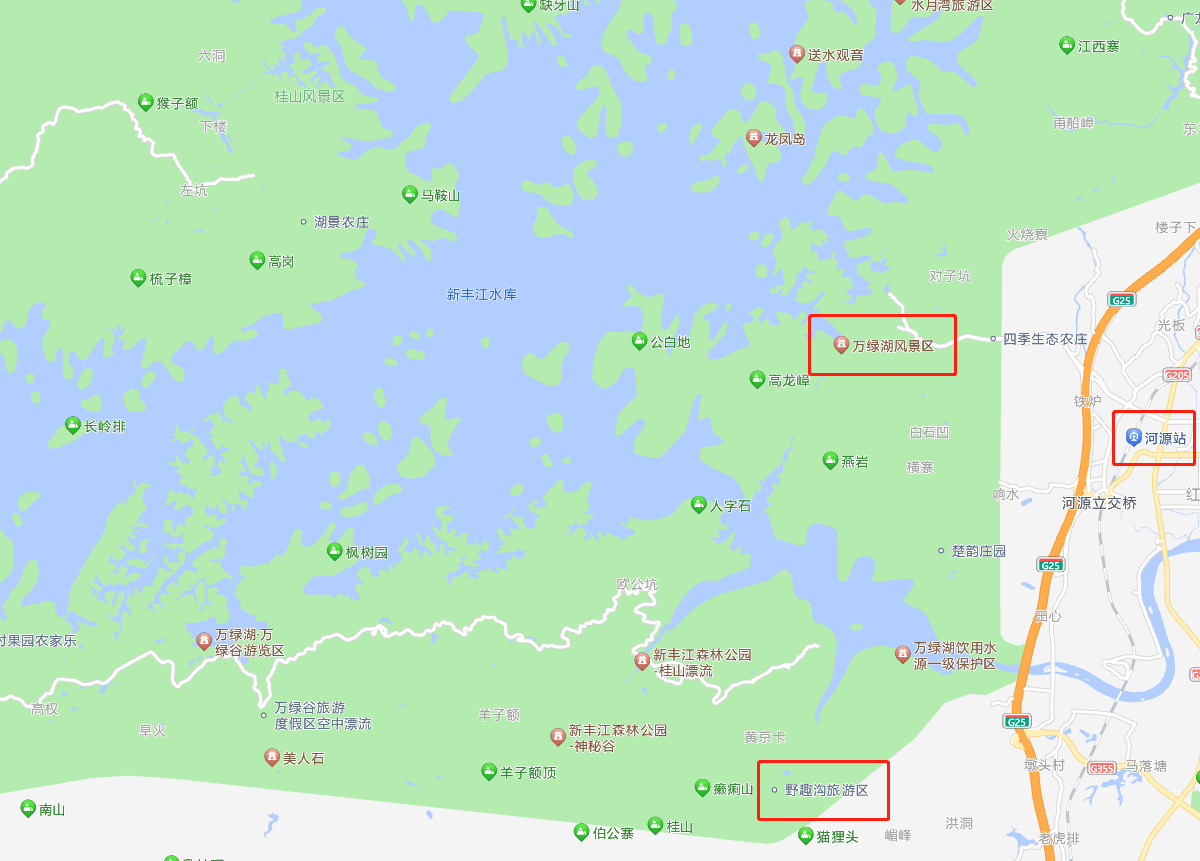 缺牙山
水月湾旅游区
江西寨
六洞
送水观音
桂山风景区
猴子额
下楼
龙凤岛
甫船嶂
左坑
马鞍山
湖景农庄
楼子下
火烧寮
高岗
梳子樟
对子坑
新丰江水库
G25
光板
公白地
万绿湖风景区
四季生态农庄
高龙嶂
G205
铁炉
长岭排
白石凹
河源站
燕岩
横寨
响水
红
人字石
河源立交桥
枫树园
楚韵庄园
G25
欧公坑
田心
村果园农家乐
万绿湖·万
绿谷游览区
新丰江森林公园
-桂山漂流
万绿湖饮用水
源一级保护区
高权
万绿谷旅游
度假区空中漂流
羊子额
旱火
新丰江森林公园
-神秘谷
黄京卡
G25
美人石
羊子额顶
墩头村
G355
马落塘
癞痢山
野趣沟旅游区
南山
伯公寨
桂山
猫狸头
嵋峰
洪洞
老虎排